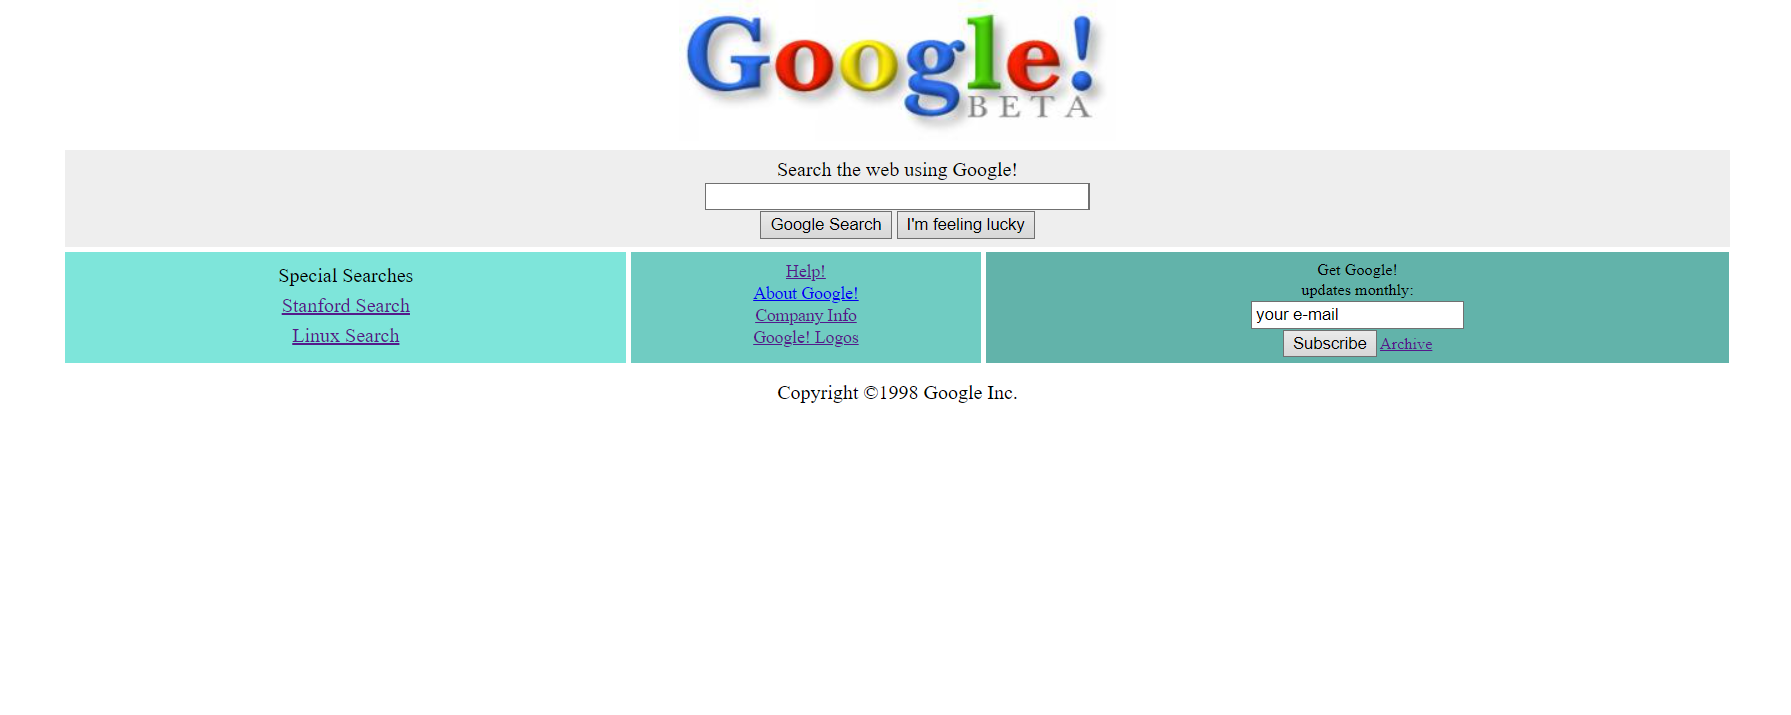 Google!
BETA
Search the web using Google!
Google Search I'm feeling lucky
Special Searches
Stanford Search
Linux Search
Help!
About Google!
Company Info
Google! Logos
Get Google!
updates monthly:
your e-mail
Subscribe Archive
Copyright ©1998 Google Inc.